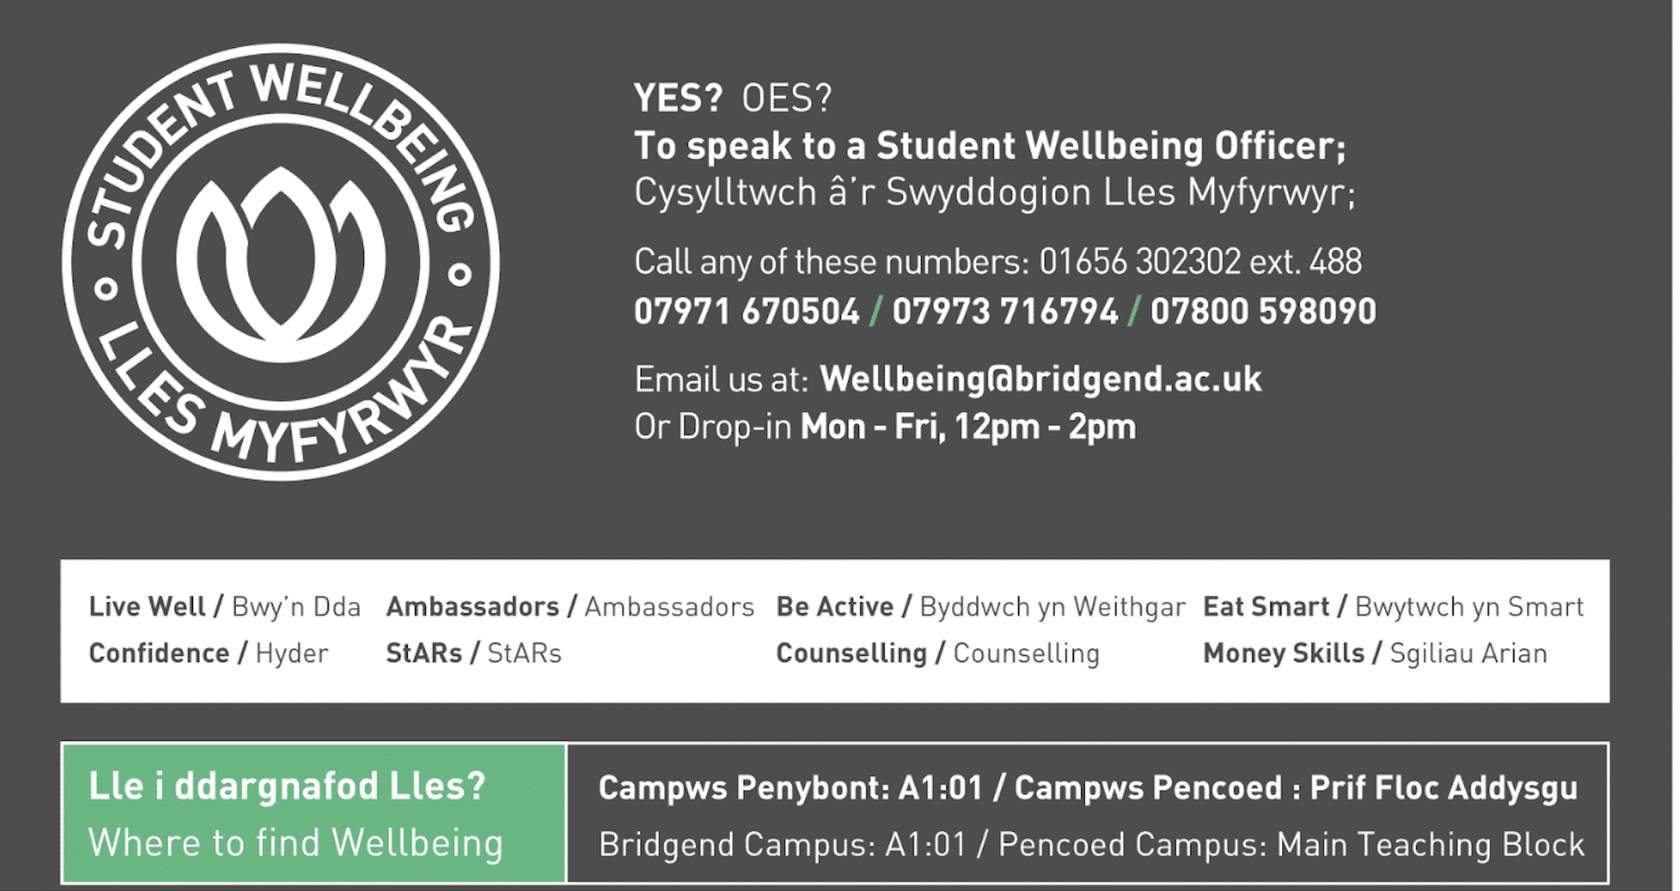 STUDENT WELLBEING
LLES MYFYRWYR
YES? OES?
To speak to a Student Wellbeing Officer;
Cysylltwch â'r Swyddogion Lles Myfyrwyr;
Call any of these numbers: 01656 302302 ext. 488
07971 670504 / 07973 716794 / 07800 598090
Email us at: Wellbeing@bridgend.ac.uk
Or Drop-in Mon - Fri, 12pm - 2pm
Live Well / Bwy'n Dda Ambassadors / Ambassadors Be Active / Byddwch yn Weithgar Eat Smart / Bwytwch yn Smart
Confidence / Hyder StARs / StARs Counselling / Counselling Money Skills / Sgiliau Arian
Lle i ddargnafod Lles? Campws Penybont: A1:01 / Campws Pencoed : Prif Floc Addysgu
Where to find Wellbeing Bridgend Campus: A1:01 / Pencoed Campus: Main Teaching Block